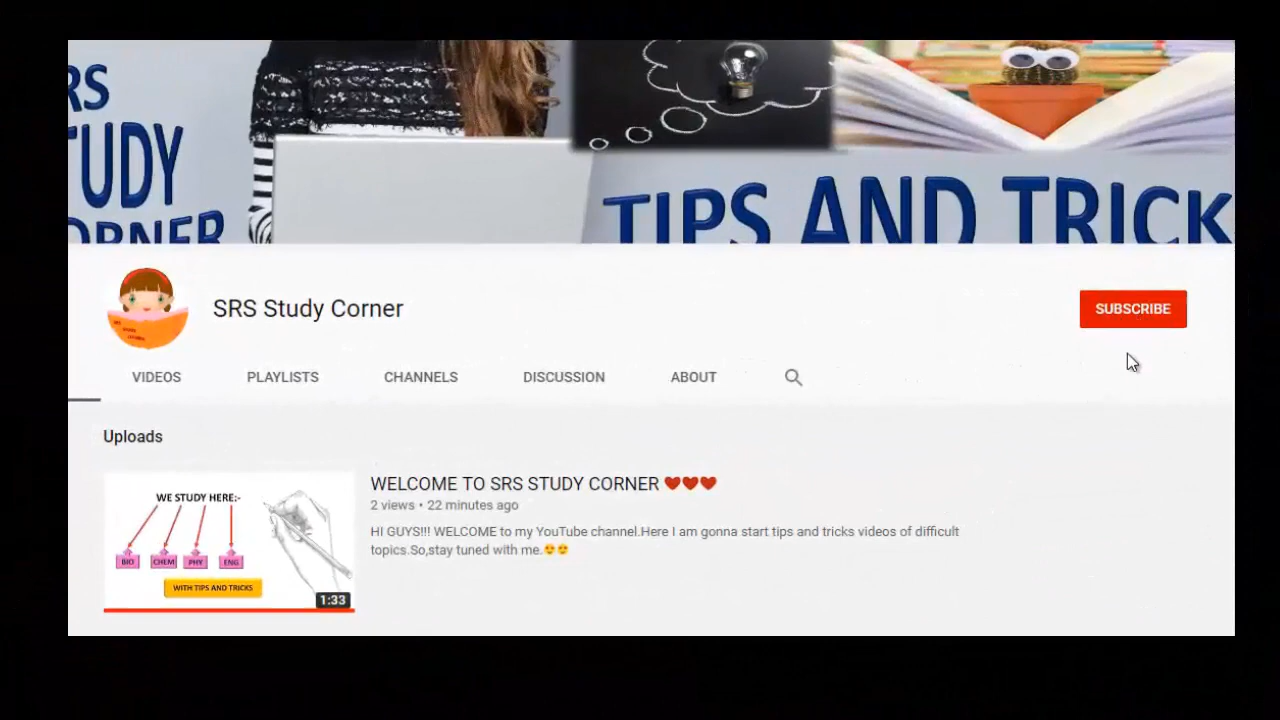 RS
TUDY
ORNER
TIPS AND TRICK
SRS Study Corner
SUBSCRIBE
VIDEOS PLAYLISTS CHANNELS DISCUSSION ABOUT
Uploads
WE STUDY HERE:-
BIO CHEM PHY ENG
WITH TIPS AND TRICKS
1:33
WELCOME TO SRS STUDY CORNER ❤❤❤
2 views • 22 minutes ago
HI GUYS!!! WELCOME to my YouTube channel.Here I am gonna start tips and tricks videos of difficult
topics.So,stay tuned with me.😍😍